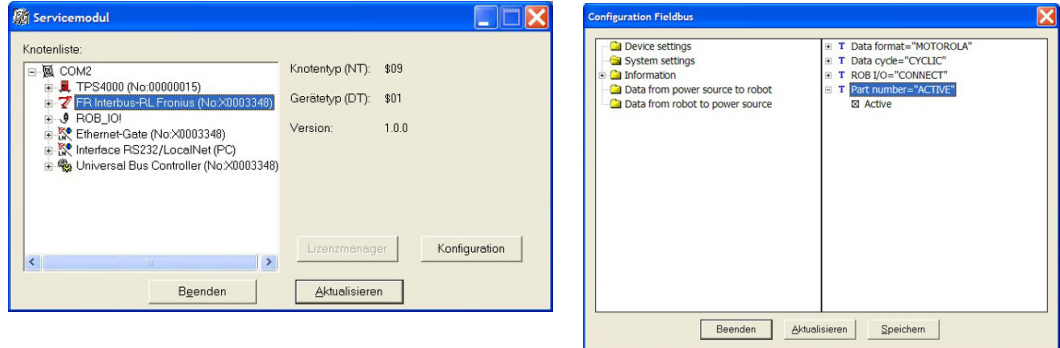 Servicemodul
Knotenliste:
COM2
TPS4000 (No:00000015)
FR Interbus-RL Fronius (No:X0003348)
ROB_IO!
Ethernet-Gate (No:X0003348)
Interface RS232/LocalNet (PC)
Universal Bus Controller (No:X0003348)
Knotentyp (NT): $09
Gerätetyp (DT): $01
Version: 1.0.0
Lizenzmanager
Konfiguration
Beenden
Aktualisieren
Configuration Fieldbus
Device settings
System settings
Information
Data from power source to robot
Data from robot to power source
T Data format="MOTOROLA"
T Data cycle="CYCLIC"
T ROB I/O="CONNECT"
T Part number="ACTIVE"
Active
Beenden
Aktualisieren
Speichern